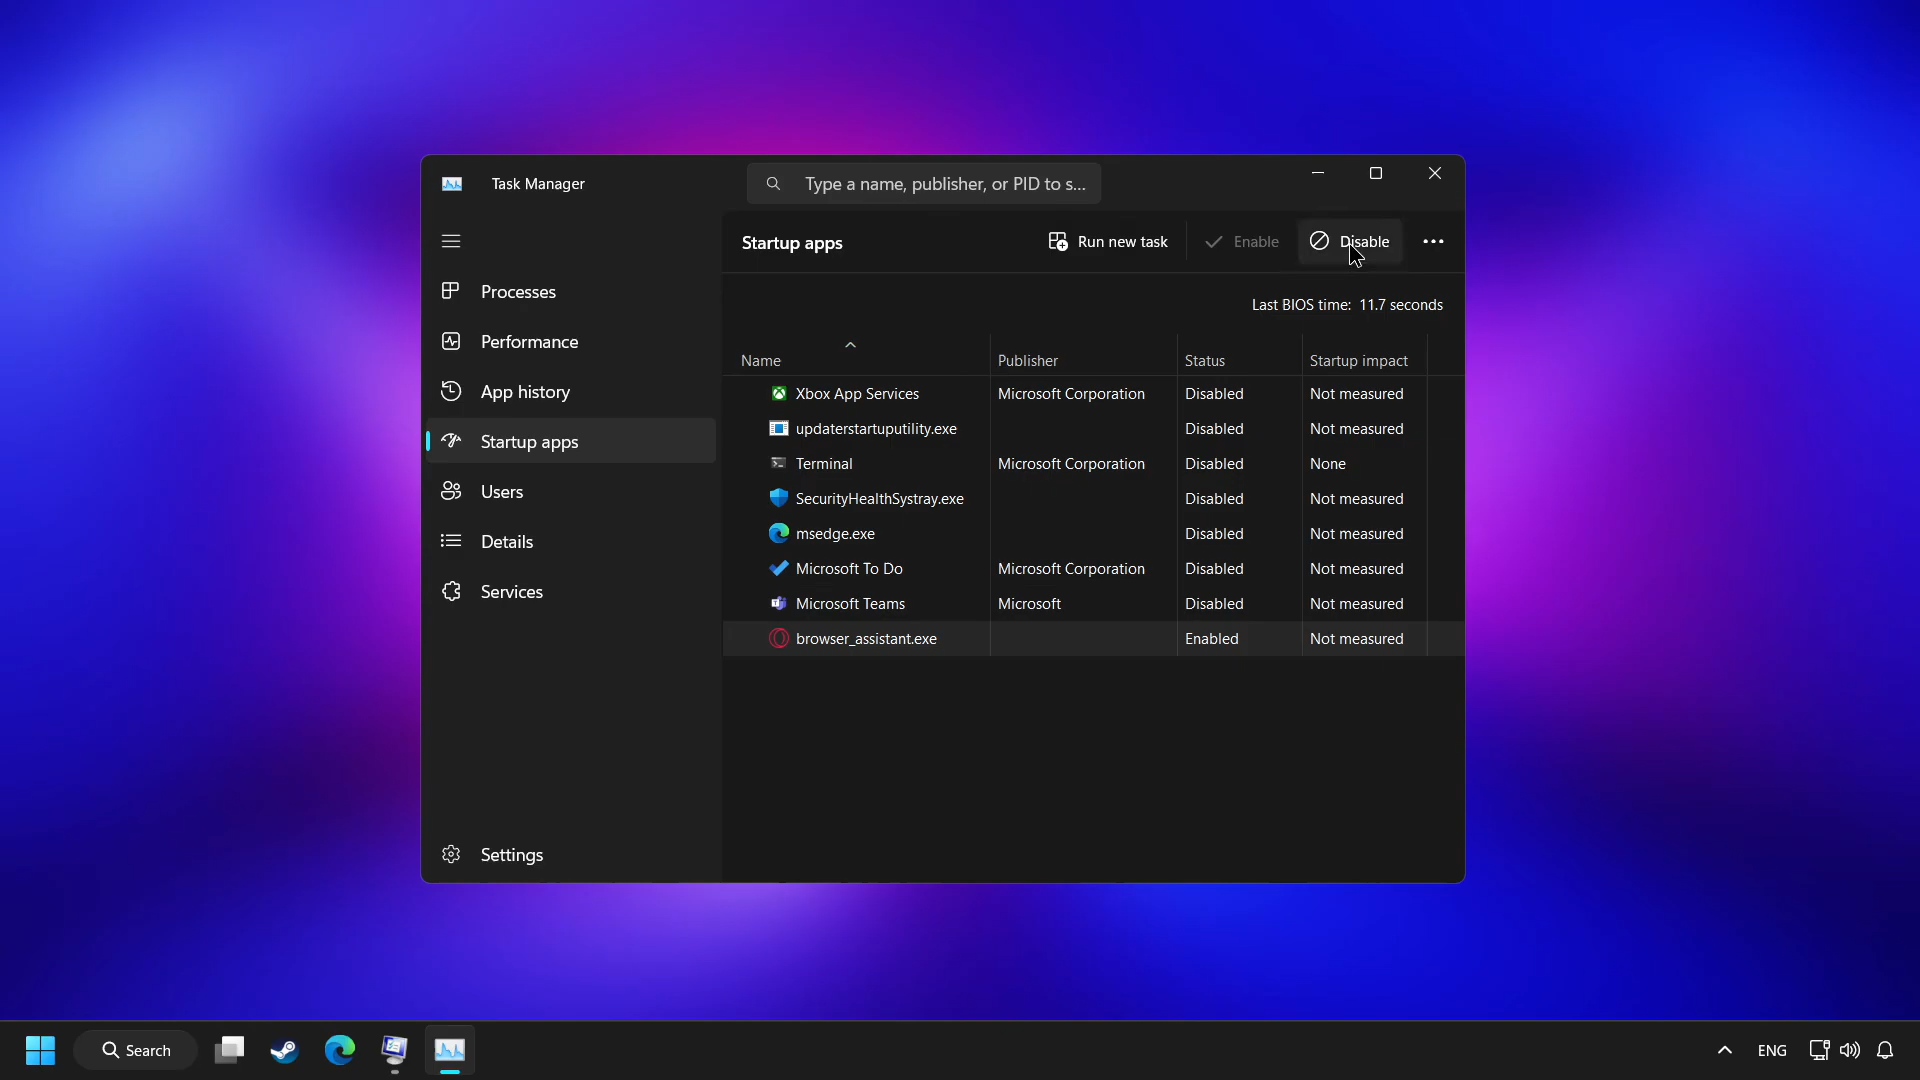 Task Manager
Type a name, publisher, or PID to s...
Startup apps
Run new task
Enable
Disable
Processes
Performance
App history
Startup apps
Users
Details
Services
Settings
Last BIOS time: 11.7 seconds
Name Publisher Status Startup impact
Xbox App Services Microsoft Corporation Disabled Not measured
updaterstartuputility.exe Disabled Not measured
Terminal Microsoft Corporation Disabled None
SecurityHealthSystray.exe Disabled Not measured
msedge.exe Disabled Not measured
Microsoft To Do Microsoft Corporation Disabled Not measured
Microsoft Teams Microsoft Disabled Not measured
browser_assistant.exe Enabled Not measured
Search
ENG